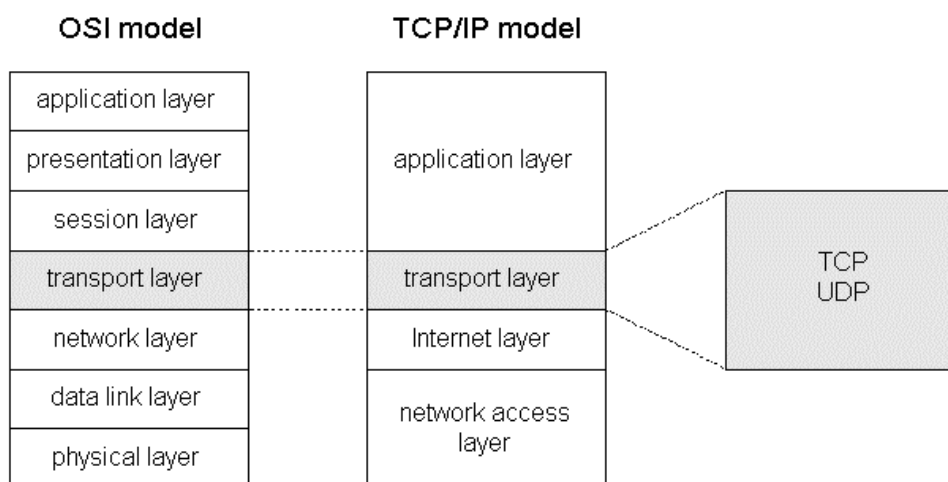 OSI model
TCP/IP model
application layer
presentation layer
session layer
transport layer
network layer
data link layer
physical layer
application layer
transport layer
Internet layer
network access
layer
TCP
UDP